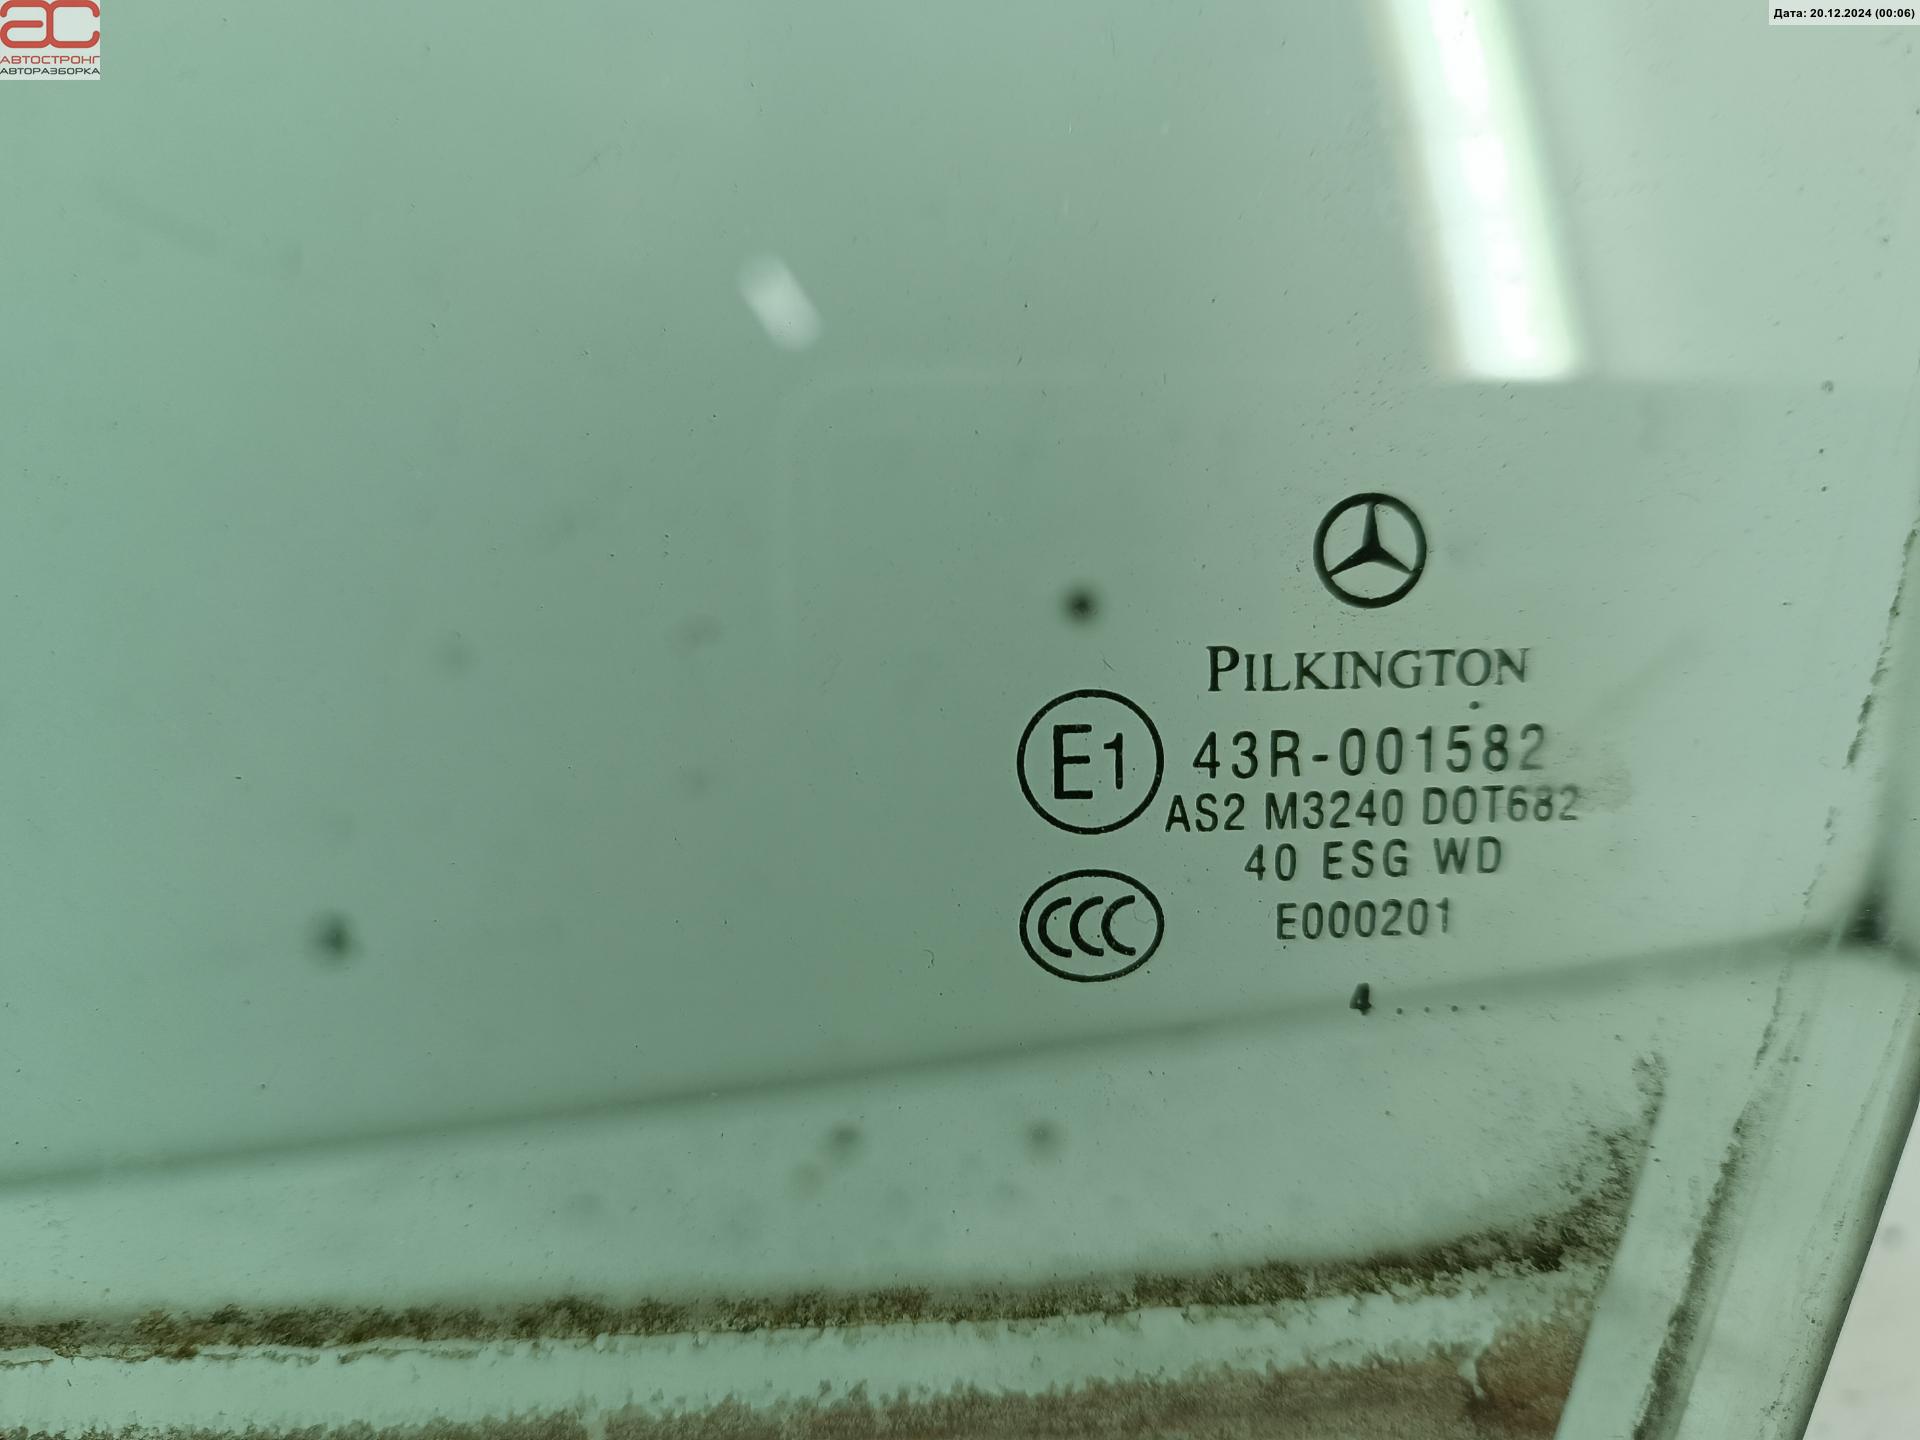 АС
АВТОСТРОНГ
АВТОРАЗБОРКА
Дата: 20.12.2024 (00:06)
PILKINGTON
E1 43R-001582
AS2 M3240 DOT682
40 ESG WD
CCC E000201
4 . . . . .